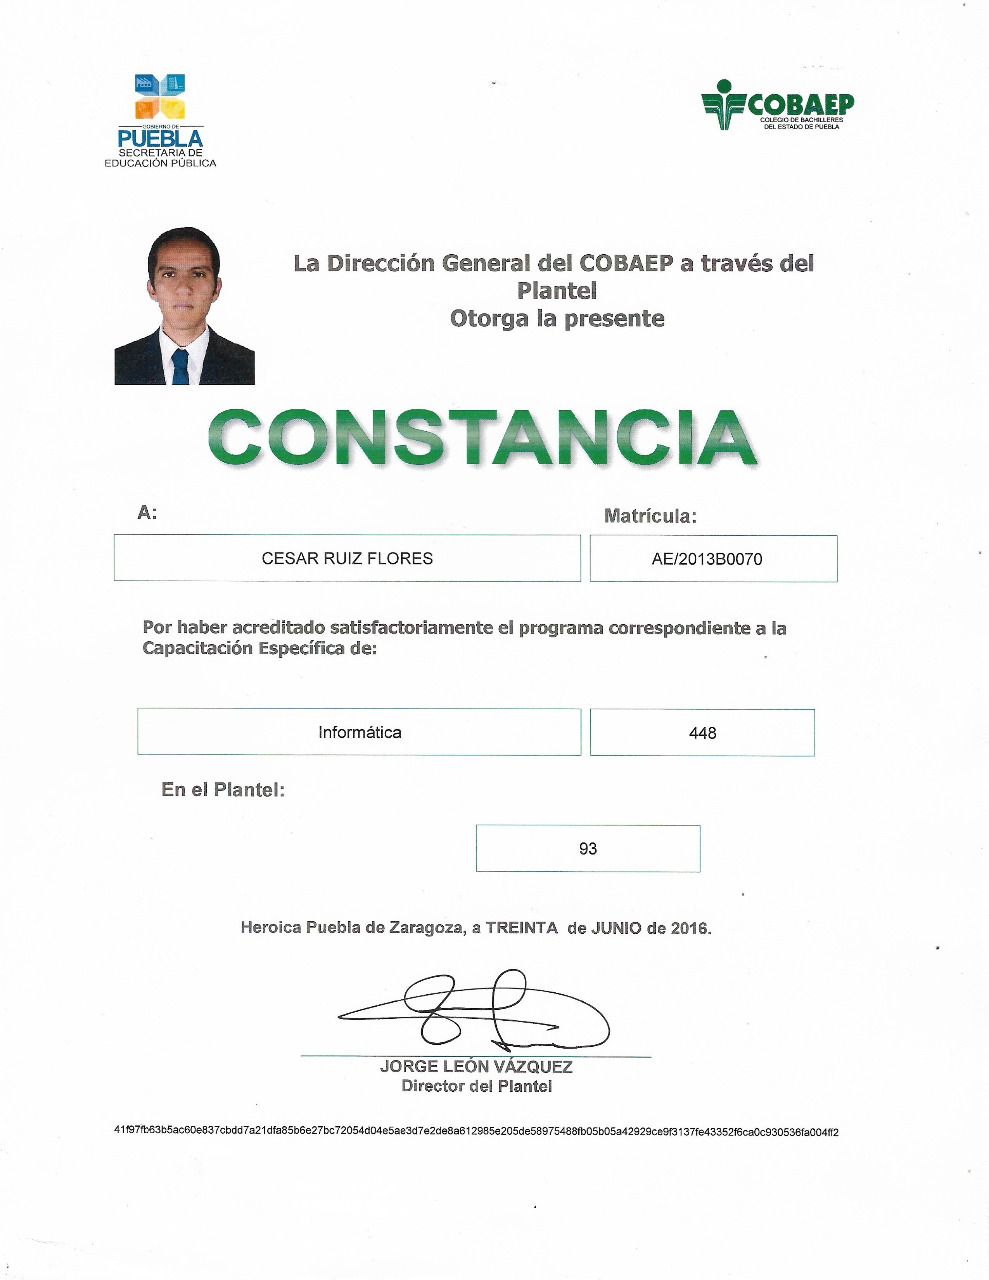 GOBIERNO DE
PUEBLA
SECRETARIA DE
EDUCACIÓN PÚBLICA
COBAEP
COLEGIO DE BACHILLERES
DEL ESTADO DE PUEBLA
La Dirección General del COBAEP a través del
Plantel
Otorga la presente
CONSTANCIA
A:
Matrícula:
CESAR RUIZ FLORES
AE/2013B0070
Por haber acreditado satisfactoriamente el programa correspondiente a la
Capacitación Específica de:
Informática
448
En el Plantel:
93
Heroica Puebla de Zaragoza, a TREINTA de JUNIO de 2016.
JORGE LEÓN VÁZQUEZ
Director del Plantel
41f97fb63b5ac60e837cbdd7a21dfa85b6e27bc72054d04e5ae3d7e2de8a612985e205de58975488fb05b05a42929ce9f3137fe43352f6ca0c930536fa004ff2